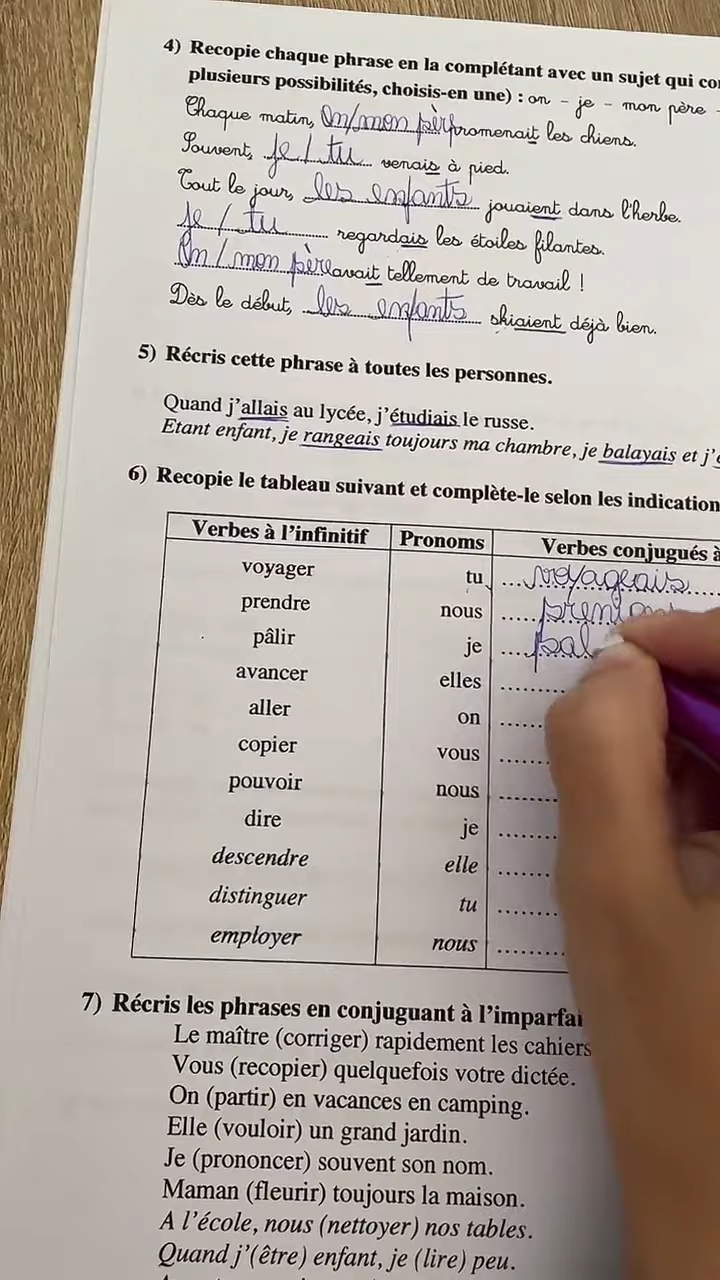 4) Recopie chaque phrase en la complétant avec un sujet qui
plusieurs possibilités, choisis-en une) : on - je - mon père -
Chaque matin, On/mon père promenait les chiens.
Souvent, je / tu venais à pied.
Tout le jour, les enfants jouaient dans l'herbe.
Je / tu regardais les étoiles filantes.
On / mon père avait tellement de travail !
Dès le début, les enfants skiaient déjà bien.
5) Récris cette phrase à toutes les personnes.
Quand j'allais au lycée, j'étudiais le russe.
Etant enfant, je rangeais toujours ma chambre, je balayais et
6) Recopie le tableau suivant et complète-le selon les
Verbes à l'infinitif Pronoms Verbes conjugués à
voyager tu voyageais
prendre nous
pâlir je
avancer elles
aller on
copier vous
pouvoir nous
dire je
descendre elle
distinguer tu
employer nous
7) Récris les phrases en conjuguant à
Le maître (corriger) rapidement les cahiers
Vous (recopier) quelquefois votre dictée.
On (partir) en vacances en camping.
Elle (vouloir) un grand jardin.
Je (prononcer) souvent son nom.
Maman (fleurir) toujours la maison.
A l'école, nous (nettoyer) nos tables.
Quand j'(être) enfant, je (lire) peu.